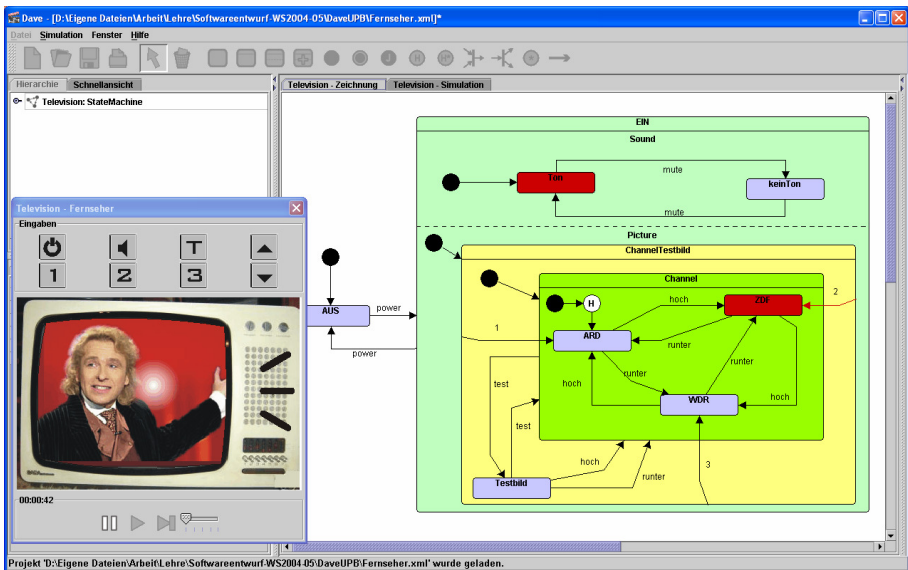 Dave - [D:\Eigene Dateien\Arbeit\Lehre\Softwareentwurf-WS2004-05\DaveUPB\Fernseher.xml]*
Datei Simulation Fenster Hilfe
J H H*
Hierarchie Schnellansicht
Television - Zeichnung Television - Simulation
Television: StateMachine
EIN
Sound
Ton
mute
keinTon
mute
Television - Fernseher
Eingaben
T
1 2 3
Picture
ChannelTestbild
Channel
H
hoch
ZDF
2
AUS
power
power
1
ARD
runter
runter
runter
hoch
hoch
WDR
test
test
hoch
runter
3
Testbild
00:00:42
Projekt 'D:\Eigene Dateien\Arbeit\Lehre\Softwareentwurf-WS2004-05\DaveUPB\Fernseher.xml' wurde geladen.